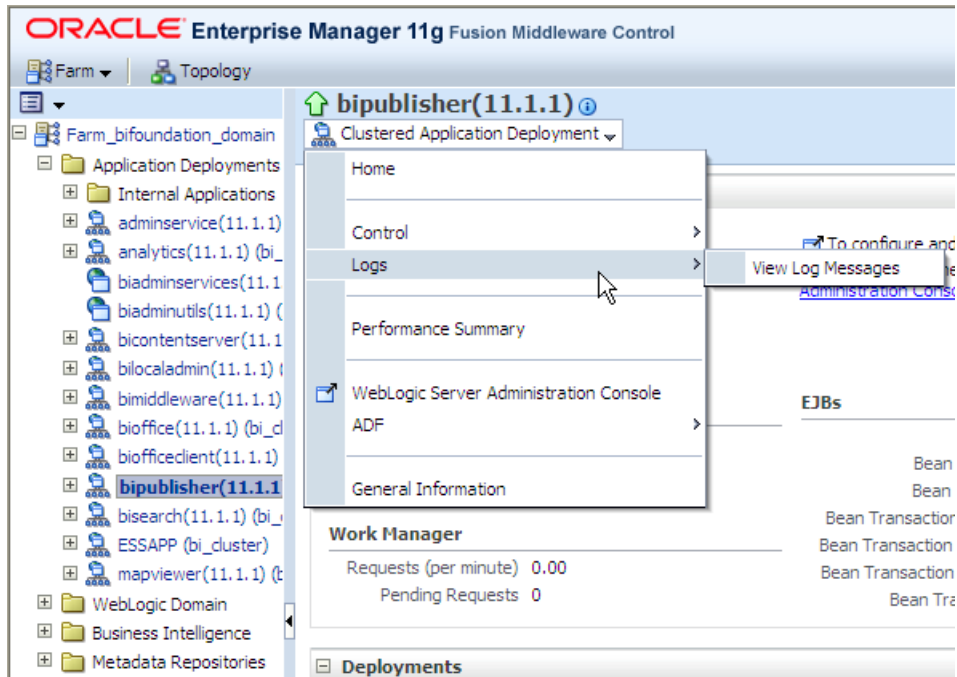 ORACLE Enterprise Manager 11g Fusion Middleware Control
Farm Topology
Farm_bifoundation_domain
Application Deployments
Internal Applications
adminservice(11.1.1)
analytics(11.1.1) (bi_
biadminservices(11.1
biadminutils(11.1.1) (
bicontentserver(11.1
bilocaladmin(11.1.1) (
bimiddleware(11.1.1)
bioffice(11.1.1) (bi_cl
biofficeclient(11.1.1)
bipublisher(11.1.1
bisearch(11.1.1) (bi_
ESSAPP (bi_cluster)
mapviewer(11.1.1) (b
WebLogic Domain
Business Intelligence
Metadata Repositories
bipublisher(11.1.1)
Clustered Application Deployment
Home
Control
Logs
View Log Messages
Performance Summary
WebLogic Server Administration Console
ADF
General Information
To configure and
Administration Conso
EJBs
Bean
Bean
Bean Transaction
Bean Transaction
Bean Transaction
Bean Tra
Work Manager
Requests (per minute) 0.00
Pending Requests 0
Deployments